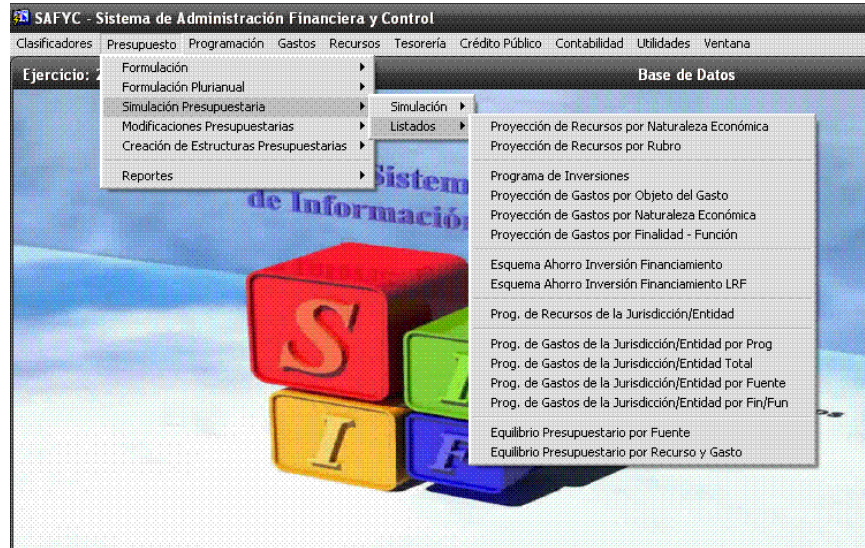 SAFYC - Sistema de Administración Financiera y Control
Clasificadores Presupuesto Programación Gastos Recursos Tesorería Crédito Público Contabilidad Utilidades Ventana
Ejercicio: Base de Datos
Formulación
Formulación Plurianual
Simulación Presupuestaria
Modificaciones Presupuestarias
Creación de Estructuras Presupuestarias
Reportes
Simulación
Listados
Proyección de Recursos por Naturaleza Económica
Proyección de Recursos por Rubro
Programa de Inversiones
Proyección de Gastos por Objeto del Gasto
Proyección de Gastos por Naturaleza Económica
Proyección de Gastos por Finalidad - Función
Esquema Ahorro Inversión Financiamiento
Esquema Ahorro Inversión Financiamiento LRF
Prog. de Recursos de la Jurisdicción/Entidad
Prog. de Gastos de la Jurisdicción/Entidad por Prog
Prog. de Gastos de la Jurisdicción/Entidad Total
Prog. de Gastos de la Jurisdicción/Entidad por Fuente
Prog. de Gastos de la Jurisdicción/Entidad por Fin/Fun
Equilibrio Presupuestario por Fuente
Equilibrio Presupuestario por Recurso y Gasto
de
S
I
I
F